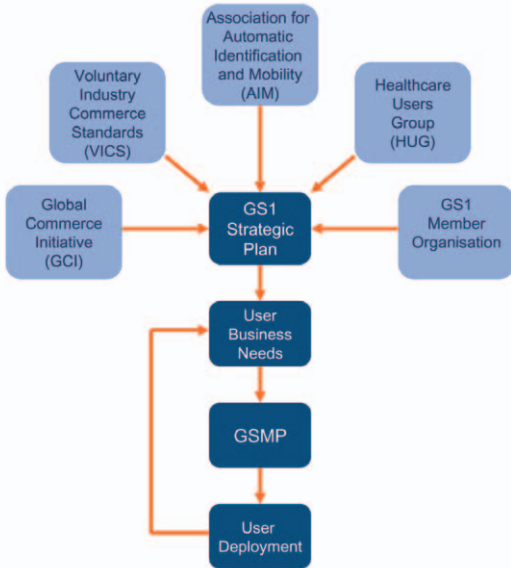 Association for
Automatic
Identification
and Mobility
(AIM)
Voluntary
Industry
Commerce
Standards
(VICS)
Healthcare
Users
Group
(HUG)
Global
Commerce
Initiative
(GCI)
GS1
Strategic
Plan
GS1
Member
Organisation
User
Business
Needs
GSMP
User
Deployment